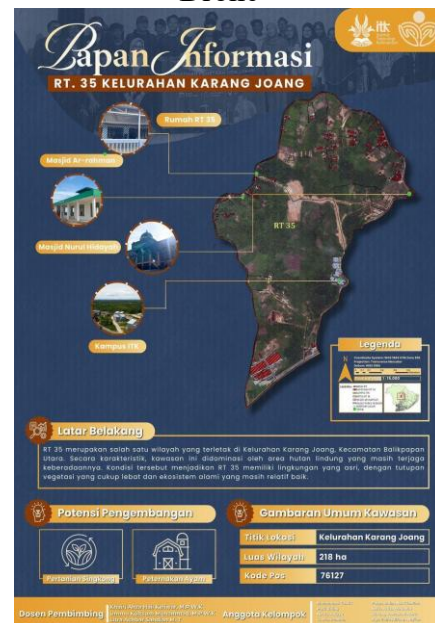 Papan Informasi
RT. 35 KELURAHAN KARANG JOANG
itk
Rumah RT 35
Masjid Ar-rahman
Masjid Nurul Hidayah
Kampus ITK
RT 35
Legenda
N
Latar Belakang
RT 35 merupakan salah satu wilayah yang terletak di Kelurahan Karang Joang, Kecamatan Balikpapan
Utara. Secara karakteristik, kawasan ini didominasi oleh area hutan lindung yang masih terjaga
keberadaannya. Kondisi tersebut menjadikan RT 35 memiliki lingkungan yang asri, dengan tutupan
vegetasi yang cukup lebat dan ekosistem alami yang masih relatif baik.
Potensi Pengembangan
Pertanian Singkong
Peternakan Ayam
Gambaran Umum Kawasan
Titik Lokasi Kelurahan Karang Joang
Luas Wilayah 218 ha
Kode Pos 76127
Dosen Pembimbing
Anggota Kelompok